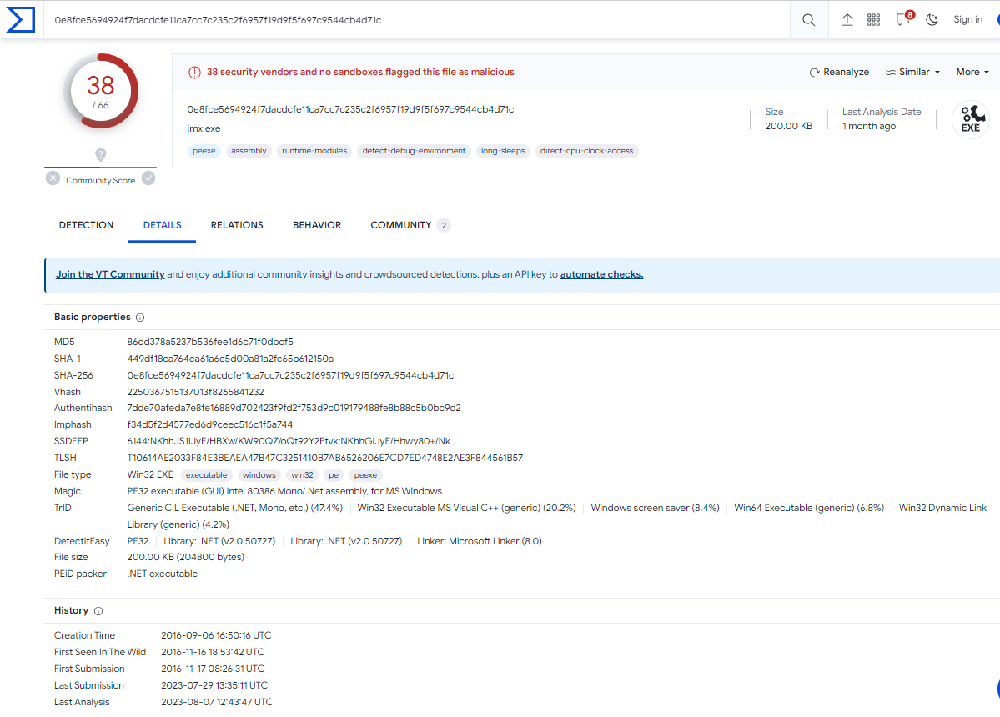 0e8fce5694924f7dacdcfe11ca7cc7c235c2f6957f19d9f5f697c9544cb4d71c
8
Sign in
38
/ 66
Community Score
38 security vendors and no sandboxes flagged this file as malicious
Reanalyze Similar More
0e8fce5694924f7dacdcfe11ca7cc7c235c2f6957f19d9f5f697c9544cb4d71c
jmx.exe
peexe assembly runtime-modules detect-debug-environment long-sleeps direct-cpu-clock-access
Size
200.00 KB
Last Analysis Date
1 month ago
EXE
DETECTION DETAILS RELATIONS BEHAVIOR COMMUNITY 2
Join the VT Community and enjoy additional community insights and crowdsourced detections, plus an API key to automate checks.
Basic properties
MD5 86dd378a5237b536fee1d6c71f0dbcf5
SHA-1 449df18ca764ea61a6e5d00a81a2fc65b612150a
SHA-256 0e8fce5694924f7dacdcfe11ca7cc7c235c2f6957f19d9f5f697c9544cb4d71c
Vhash 2250367515137013f8265841232
Authentihash 7dde70afeda7e8fe16889d702423f9fd2f753d9c019179488fe8b88c5b0bc9d2
Imphash f34d5f2d4577ed6d9ceec516c1f5a744
SSDEEP 6144:NKhhJS1IJyE/HBXw/KW90QZ/oQt92Y2Etvk:NKhhGIJyE/Hhwy80+/Nk
TLSH T10614AE2033F84E3BEAEA47B47C3251410B7AB6526206E7CD7ED4748E2AE3F844561B57
File type Win32 EXE executable windows win32 pe peexe
Magic PE32 executable (GUI) Intel 80386 Mono/.Net assembly, for MS Windows
TrID Generic CIL Executable (.NET, Mono, etc.) (47.4%) Win32 Executable MS Visual C++ (generic) (20.2%) Windows screen saver (8.4%) Win64 Executable (generic) (6.8%) Win32 Dynamic Link
Library (generic) (4.2%)
DetectItEasy PE32 Library: .NET (v2.0.50727) Library: .NET (v2.0.50727) Linker: Microsoft Linker (8.0)
File size 200.00 KB (204800 bytes)
PEiD packer .NET executable
History
Creation Time 2016-09-06 16:50:16 UTC
First Seen In The Wild 2016-11-16 18:53:42 UTC
First Submission 2016-11-17 08:26:31 UTC
Last Submission 2023-07-29 13:35:11 UTC
Last Analysis 2023-08-07 12:43:47 UTC